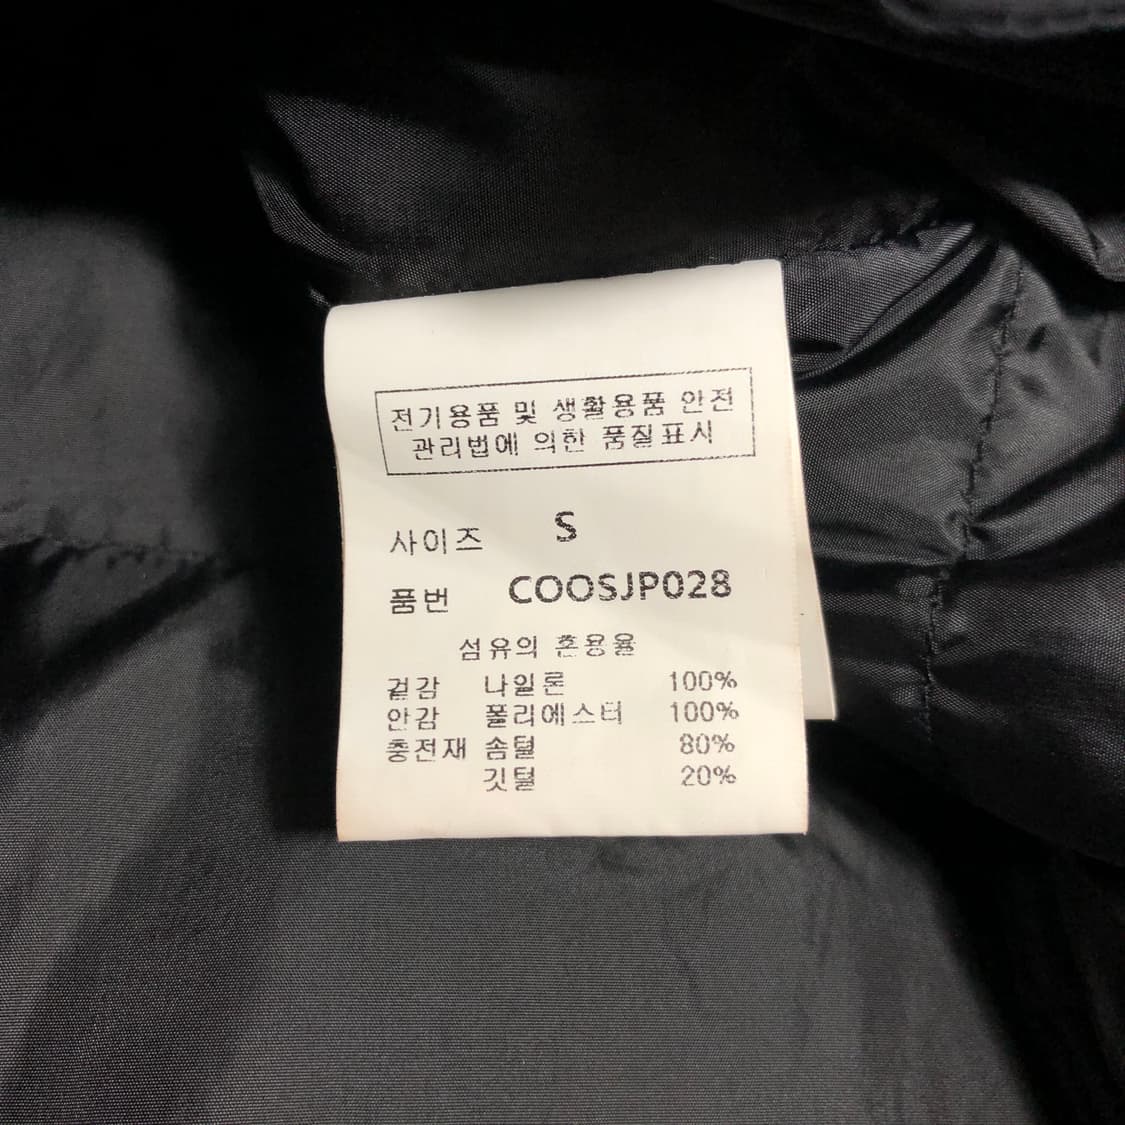 전기용품 및 생활용품 안전
관리법에 의한 품질표시
사이즈 S
품번 COOSJP028
섬유의 혼용율
겉감 나일론 100%
안감 폴리에스터 100%
충전재 솜털 80%
깃털 20%